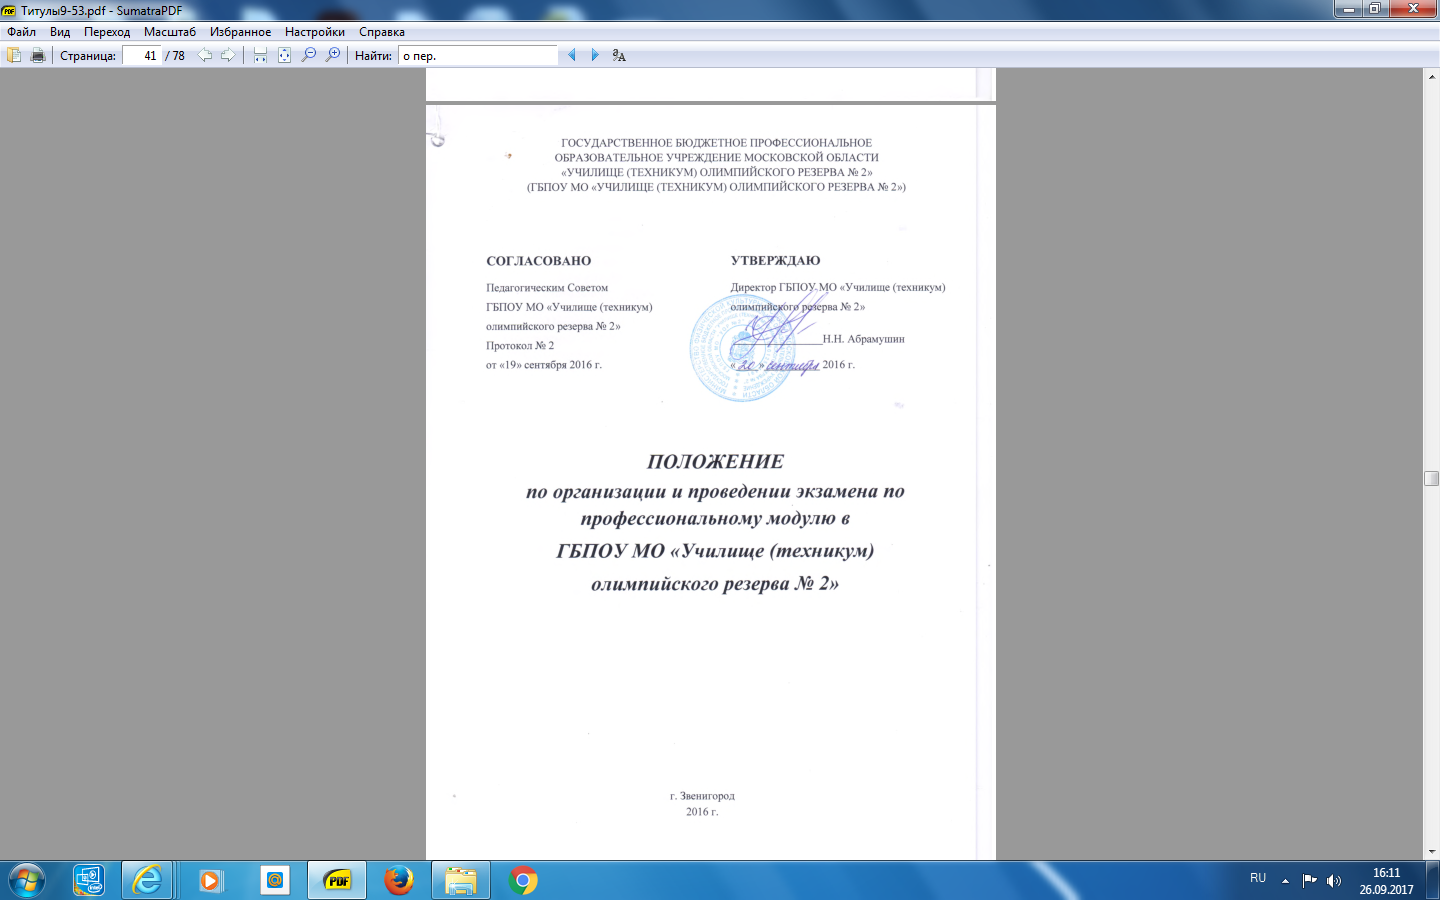 Титулы9-53.pdf - SumatraPDF
Файл Вид Переход Масштаб Избранное Настройки Справка
Страница: 41 / 78 Найти: о пер.
ГОСУДАРСТВЕННОЕ БЮДЖЕТНОЕ ПРОФЕССИОНАЛЬНОЕ
ОБРАЗОВАТЕЛЬНОЕ УЧРЕЖДЕНИЕ МОСКОВСКОЙ ОБЛАСТИ
«УЧИЛИЩЕ (ТЕХНИКУМ) ОЛИМПИЙСКОГО РЕЗЕРВА № 2»
(ГБПОУ МО «УЧИЛИЩЕ (ТЕХНИКУМ) ОЛИМПИЙСКОГО РЕЗЕРВА № 2»)
СОГЛАСОВАНО
Педагогическим Советом
ГБПОУ МО «Училище (техникум)
олимпийского резерва № 2»
Протокол № 2
от «19» сентября 2016 г.
УТВЕРЖДАЮ
Директор ГБПОУ МО «Училище (техникум)
олимпийского резерва № 2»
Н.Н. Абрамушин
«20» сентября 2016 г.
ПОЛОЖЕНИЕ
по организации и проведении экзамена по
профессиональному модулю в
ГБПОУ МО «Училище (техникум)
олимпийского резерва № 2»
г. Звенигород
2016 г.
PDF
RU
16:11
26.09.2017